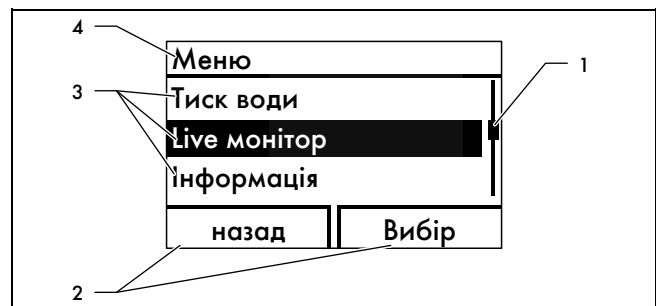 4
Меню
1
3
Тиск води
Live монітор
Інформація
назад
Вибір
2